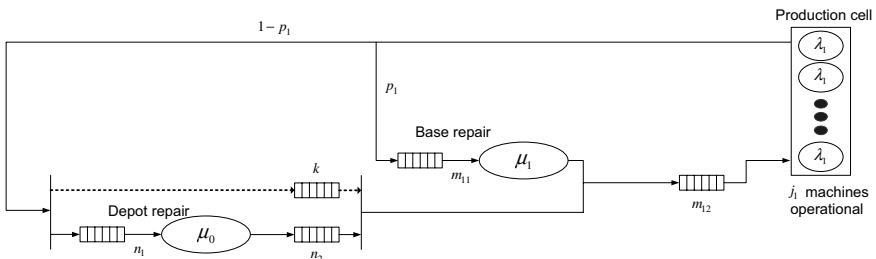 Production cell
1 − p₁
λ₁
λ₁
p₁
Base repair
μ₁
λ₁
k
m₁₁
m₁₂
j₁ machines
operational
Depot repair
μ₀
n₁
n₂